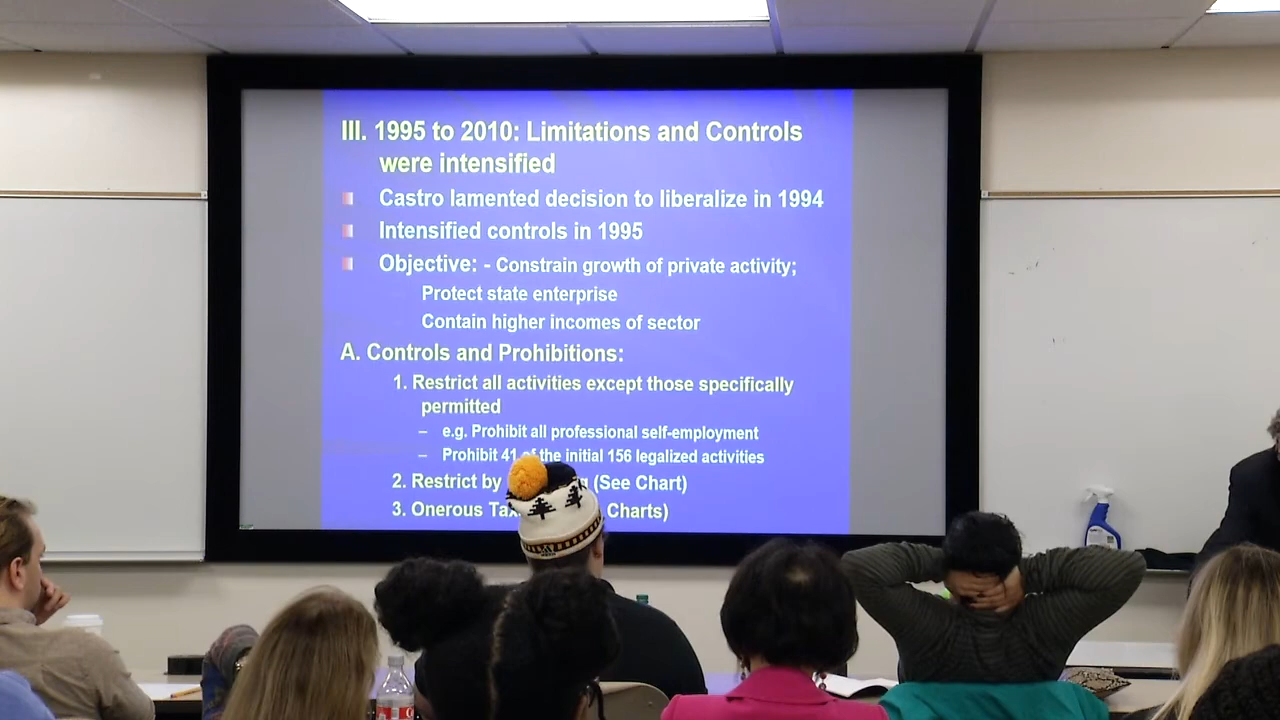 III. 1995 to 2010: Limitations and Controls
were intensified
Castro lamented decision to liberalize in 1994
Intensified controls in 1995
Objective: - Constrain growth of private activity;
Protect state enterprise
Contain higher incomes of sector
A. Controls and Prohibitions:
1. Restrict all activities except those specifically
permitted
– e.g. Prohibit all professional self-employment
– Prohibit 41 of the initial 156 legalized activities
2. Restrict by (See Chart)
3. Onerous Charts)